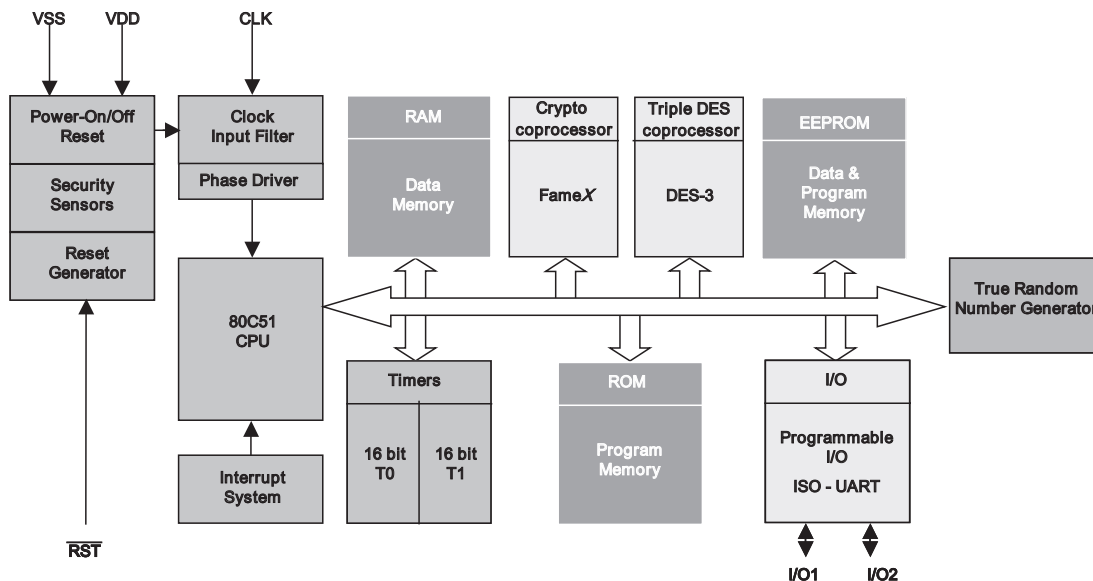 VSS
VDD
CLK
Power-On/Off
Reset
Security
Sensors
Reset
Generator
RST
Clock
Input Filter
Phase Driver
80C51
CPU
Interrupt
System
RAM
Data
Memory
Crypto
coprocessor
FameX
Triple DES
coprocessor
DES-3
EEPROM
Data &
Program
Memory
True Random
Number Generator
Timers
16 bit
T0
16 bit
T1
ROM
Program
Memory
I/O
Programmable
I/O
ISO - UART
I/O1
I/O2